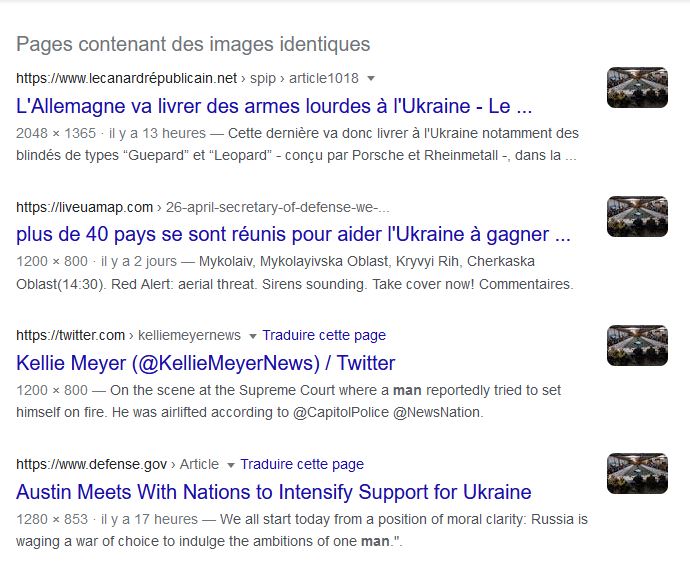 Pages contenant des images identiques
https://www.lecanardrépublicain.net › spip › article1018
L'Allemagne va livrer des armes lourdes à l'Ukraine - Le ...
2048 × 1365 · il y a 13 heures — Cette dernière va donc livrer à l'Ukraine notamment des
blindés de types “Guepard” et “Leopard” - conçu par Porsche et Rheinmetall -, dans la ...
https://liveuamap.com › 26-april-secretary-of-defense-we-...
plus de 40 pays se sont réunis pour aider l'Ukraine à gagner ...
1200 × 800 · il y a 2 jours — Mykolaiv, Mykolayivska Oblast, Kryvyi Rih, Cherkaska
Oblast(14:30). Red Alert: aerial threat. Sirens sounding. Take cover now! Commentaires.
https://twitter.com › kelliemeyernews Traduire cette page
Kellie Meyer (@KellieMeyerNews) / Twitter
1200 × 800 — On the scene at the Supreme Court where a man reportedly tried to set
himself on fire. He was airlifted according to @CapitolPolice @NewsNation.
https://www.defense.gov › Article Traduire cette page
Austin Meets With Nations to Intensify Support for Ukraine
1280 × 853 · il y a 17 heures — We all start today from a position of moral clarity: Russia is
waging a war of choice to indulge the ambitions of one man.".